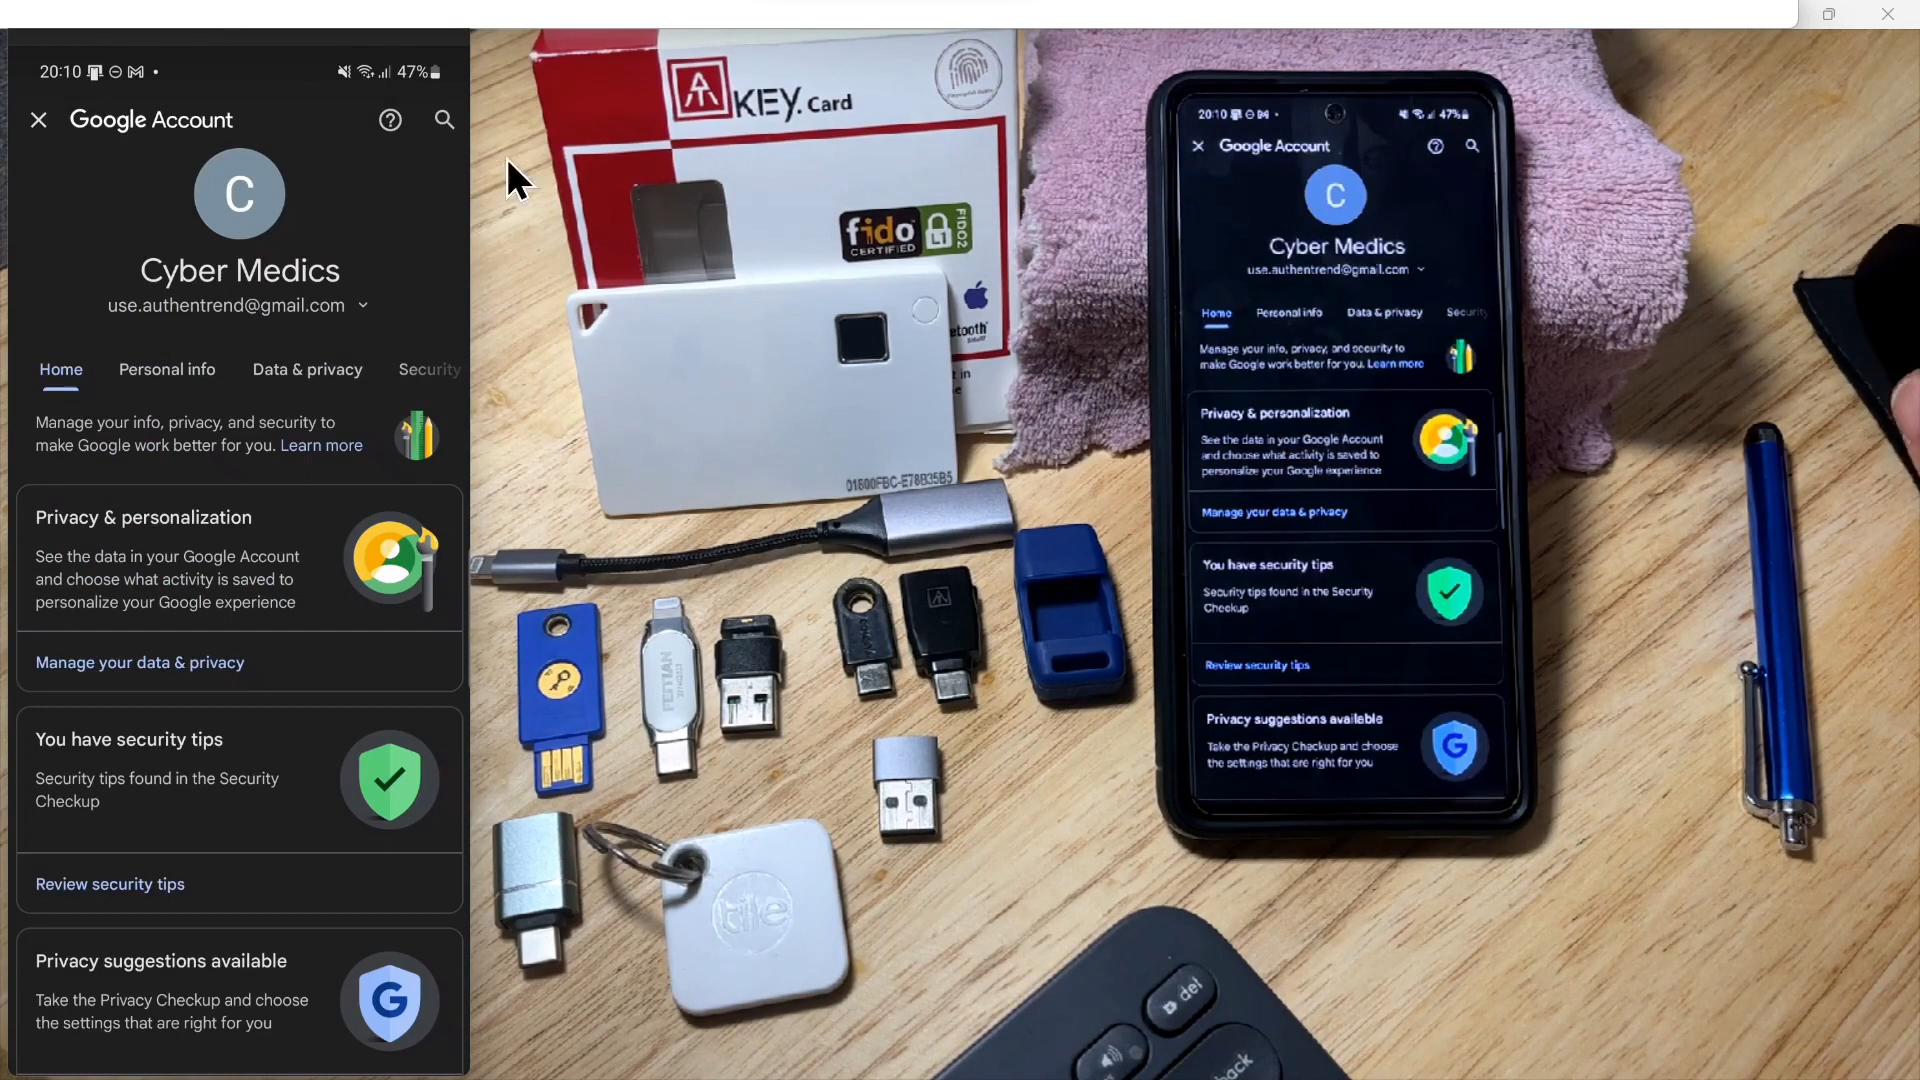 20:10
47%
Google Account
C
Cyber Medics
use.authentrend@gmail.com
Home
Personal info
Data & privacy
Security
Manage your info, privacy, and security to
make Google work better for you. Learn more
Privacy & personalization
See the data in your Google Account
and choose what activity is saved to
personalize your Google experience
Manage your data & privacy
You have security tips
Security tips found in the Security
Checkup
Review security tips
Privacy suggestions available
Take the Privacy Checkup and choose
the settings that are right for you
G
KEY. Card
fido
CERTIFIED
L1
FIDO2
etooth
t in
e
01800FBC-E78B35B5
FEITIAN
tile
del
back
20:10
47%
Google Account
C
Cyber Medics
use.authentrend@gmail.com
Home
Personal info
Data & privacy
Security
Manage your info, privacy, and security to
make Google work better for you. Learn more
Privacy & personalization
See the data in your Google Account
and choose what activity is saved to
personalize your Google experience
Manage your data & privacy
You have security tips
Security tips found in the Security
Checkup
Review security tips
Privacy suggestions available
Take the Privacy Checkup and choose
the settings that are right for you
G